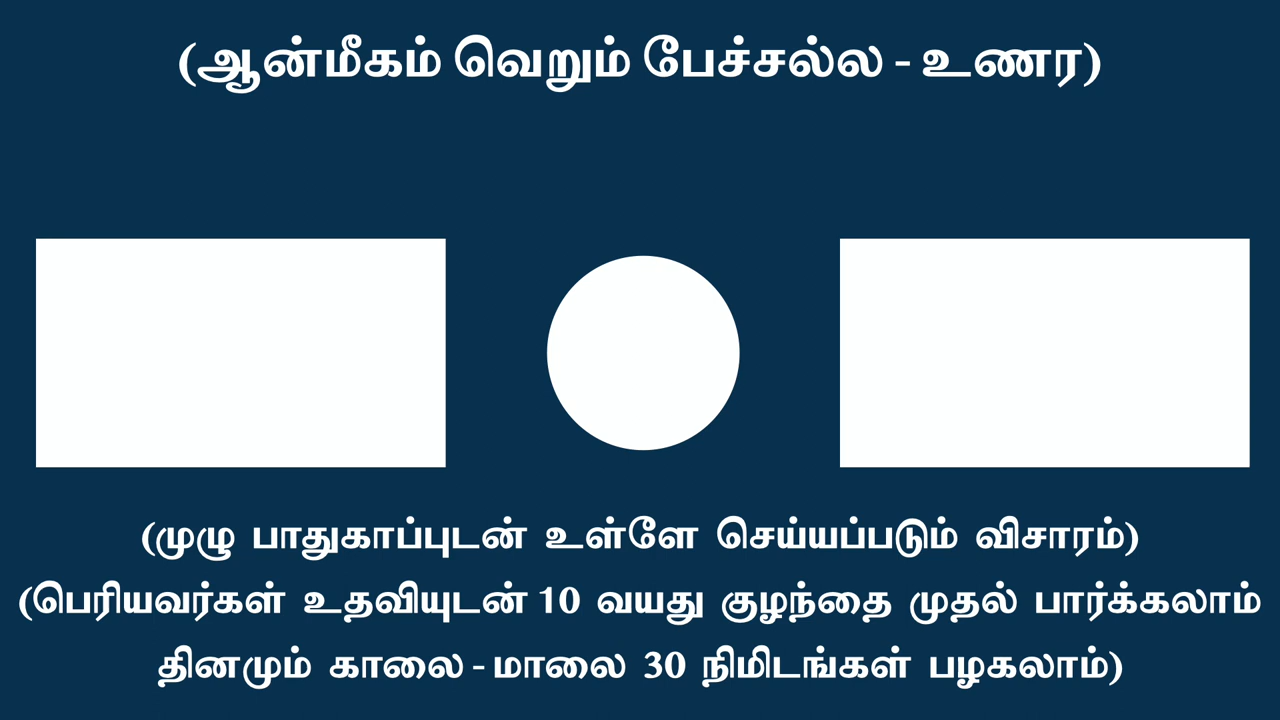 (ஆன்மீகம் வெறும் பேச்சல்ல - உணர)
(முழு பாதுகாப்புடன் உள்ளே செய்யப்படும் விசாரம்)
(பெரியவர்கள் உதவியுடன் 10 வயது குழந்தை முதல் பார்க்கலாம்
தினமும் காலை - மாலை 30 நிமிடங்கள் பழகலாம்)